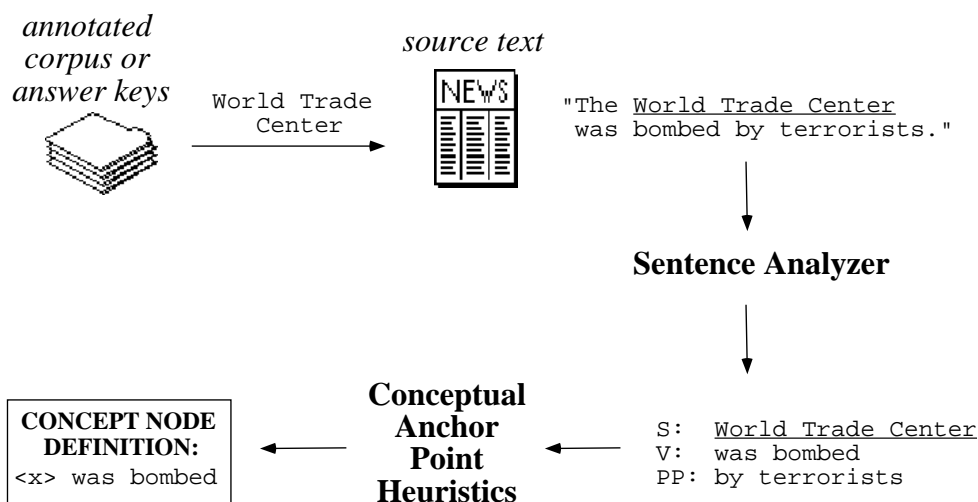 annotated
corpus or
answer keys
World Trade
Center
source text
NEWS
"The World Trade Center
was bombed by terrorists."
Sentence Analyzer
S: World Trade Center
V: was bombed
PP: by terrorists
Conceptual
Anchor
Point
Heuristics
CONCEPT NODE
DEFINITION:
<x> was bombed